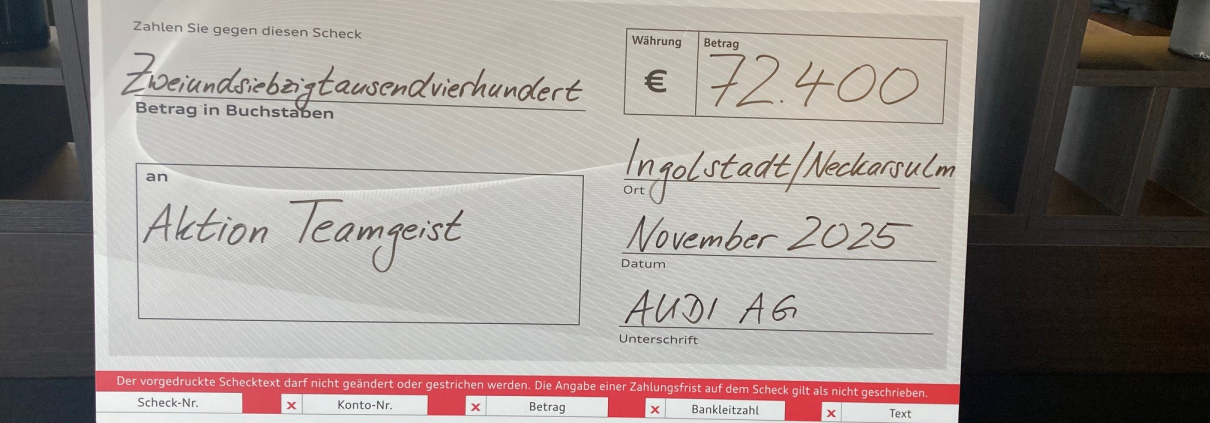 Zahlen Sie gegen diesen Scheck
Zweiundsiebzigtausendvierhundert
Betrag in Buchstaben
Währung Betrag
€ 72.400
an
Aktion Teamgeist
Ingolstadt/Neckarsulm
Ort
November 2025
Datum
AUDI AG
Unterschrift
Der vorgedruckte Schecktext darf nicht geändert oder gestrichen werden. Die Angabe einer Zahlungsfrist auf dem Scheck gilt als nicht geschrieben.
Scheck-Nr. x Konto-Nr. x Betrag x Bankleitzahl x Text